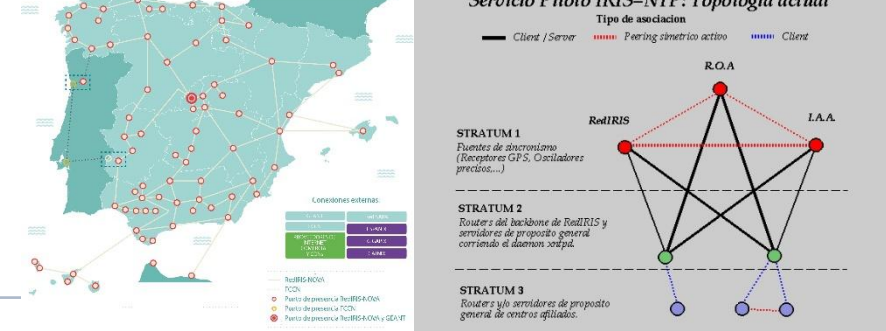 Conexiones externas
RedIRIS-NOVA
FCCN
Punto de presencia RedIRIS-NOVA
Punto de presencia FCCN
Punto de presencia RedIRIS-NOVA y GÉANT
Servicio Piloto IRIS-NTP: Topologia actual
Tipo de asociacion
Client / Server
Peering simetrico activo
Client
R.O.A
RedIRIS
I.A.A.
STRATUM 1
Fuentes de sincronismo
(Receptores GPS, Osciladores
precisos,...)
STRATUM 2
Routers del backbone de RedIRIS y
servidores de proposito general
corriendo el daemon xntpd.
STRATUM 3
Routers y/o servidores de proposito
general de centros afiliados.